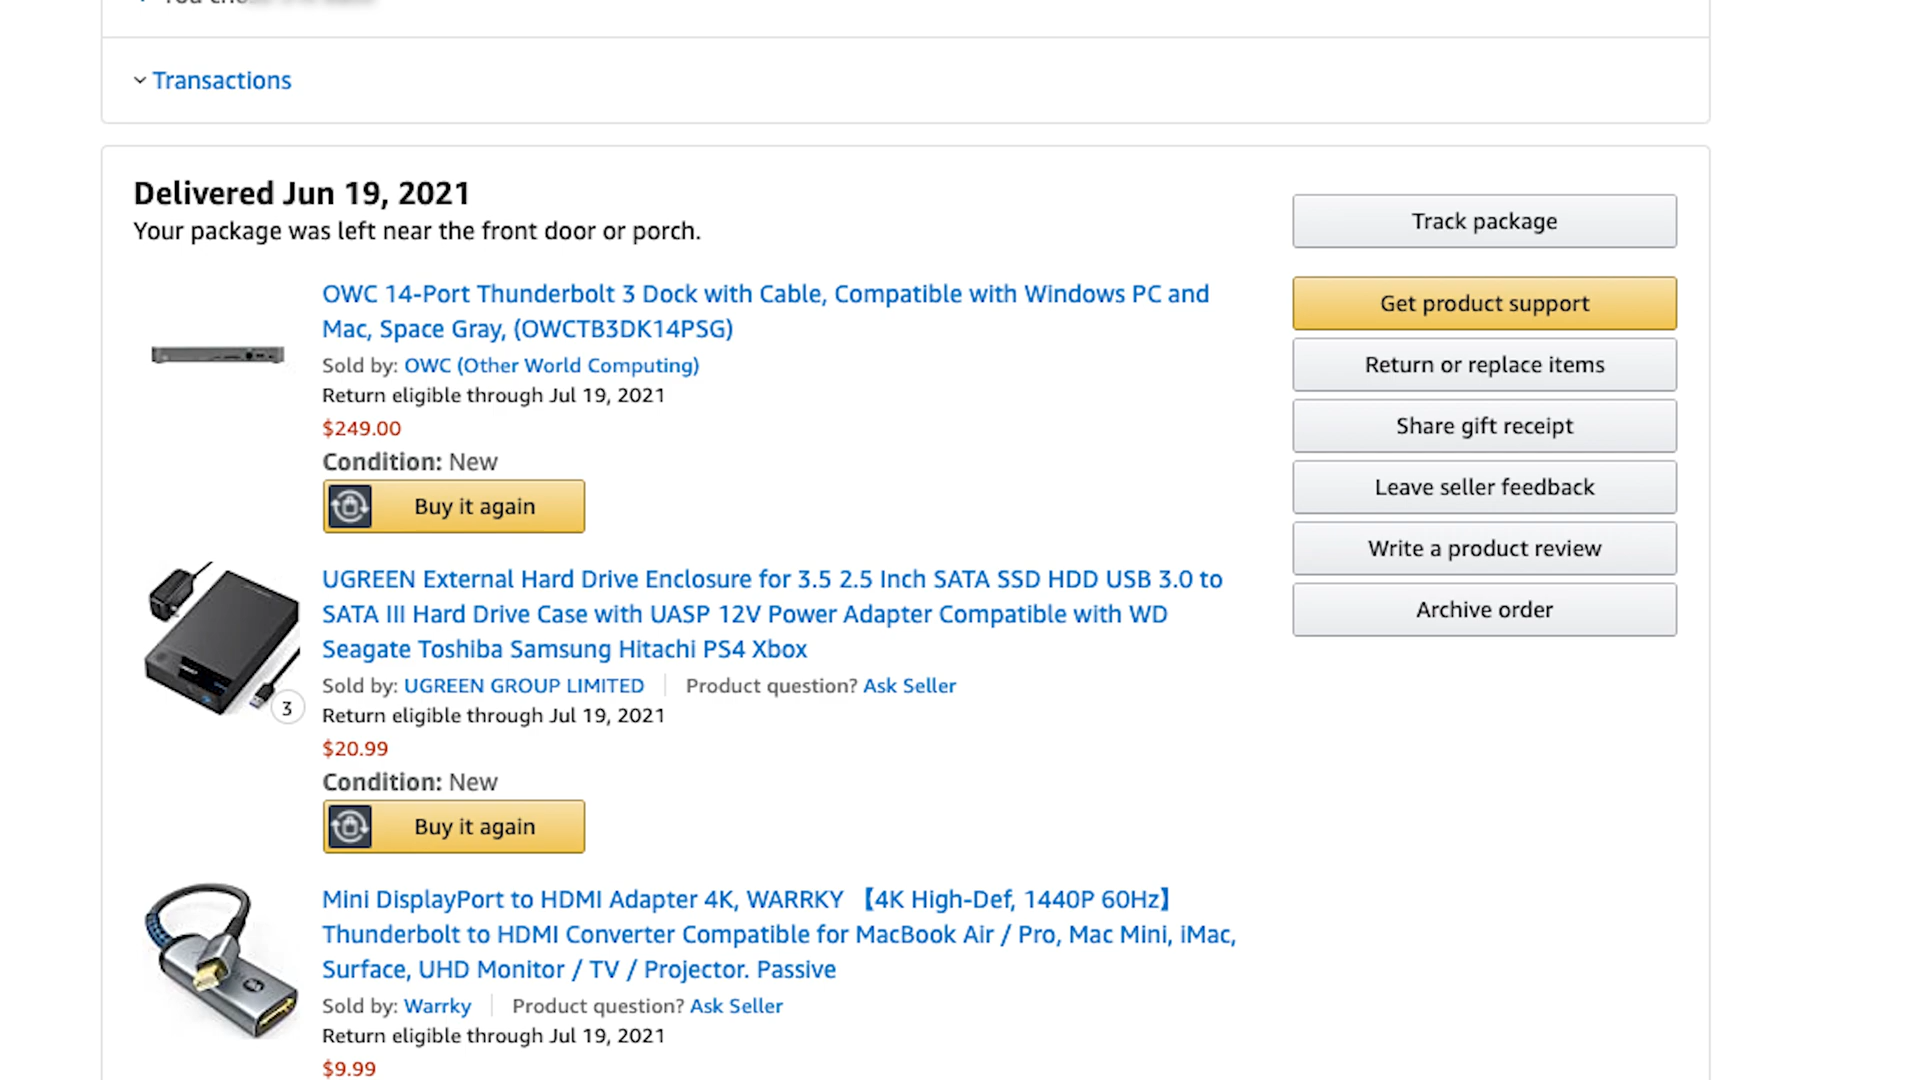 Transactions
Delivered Jun 19, 2021
Your package was left near the front door or porch.
Track package
OWC 14-Port Thunderbolt 3 Dock with Cable, Compatible with Windows PC and
Mac, Space Gray, (OWCTB3DK14PSG)
Sold by: OWC (Other World Computing)
Return eligible through Jul 19, 2021
$249.00
Condition: New
Buy it again
Get product support
Return or replace items
Share gift receipt
Leave seller feedback
Write a product review
Archive order
3
UGREEN External Hard Drive Enclosure for 3.5 2.5 Inch SATA SSD HDD USB 3.0 to
SATA III Hard Drive Case with UASP 12V Power Adapter Compatible with WD
Seagate Toshiba Samsung Hitachi PS4 Xbox
Sold by: UGREEN GROUP LIMITED | Product question? Ask Seller
Return eligible through Jul 19, 2021
$20.99
Condition: New
Buy it again
Mini DisplayPort to HDMI Adapter 4K, WARRKY 【4K High-Def, 1440P 60Hz】
Thunderbolt to HDMI Converter Compatible for MacBook Air / Pro, Mac Mini, iMac,
Surface, UHD Monitor / TV / Projector. Passive
Sold by: Warrky | Product question? Ask Seller
Return eligible through Jul 19, 2021
$9.99